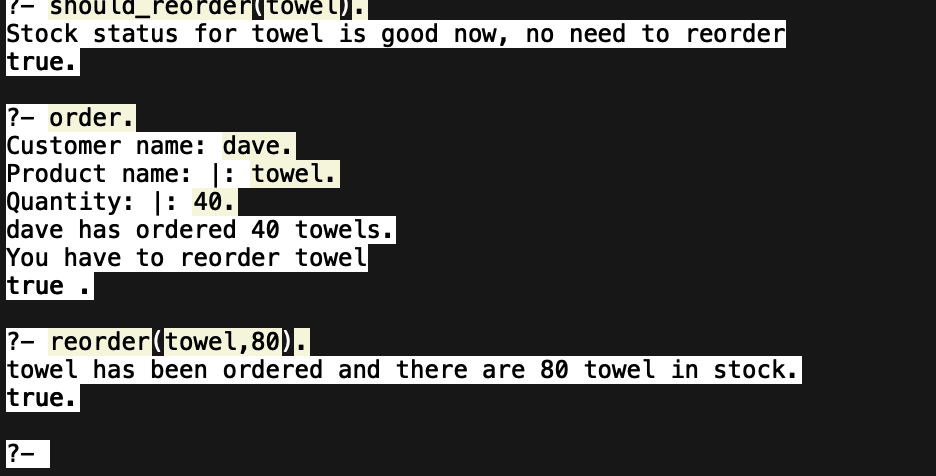 ?- should_reorder(towel).
Stock status for towel is good now, no need to reorder
true.
?- order.
Customer name: dave.
Product name: |: towel.
Quantity: |: 40.
dave has ordered 40 towels.
You have to reorder towel
true .
?- reorder(towel,80).
towel has been ordered and there are 80 towel in stock.
true.
?-